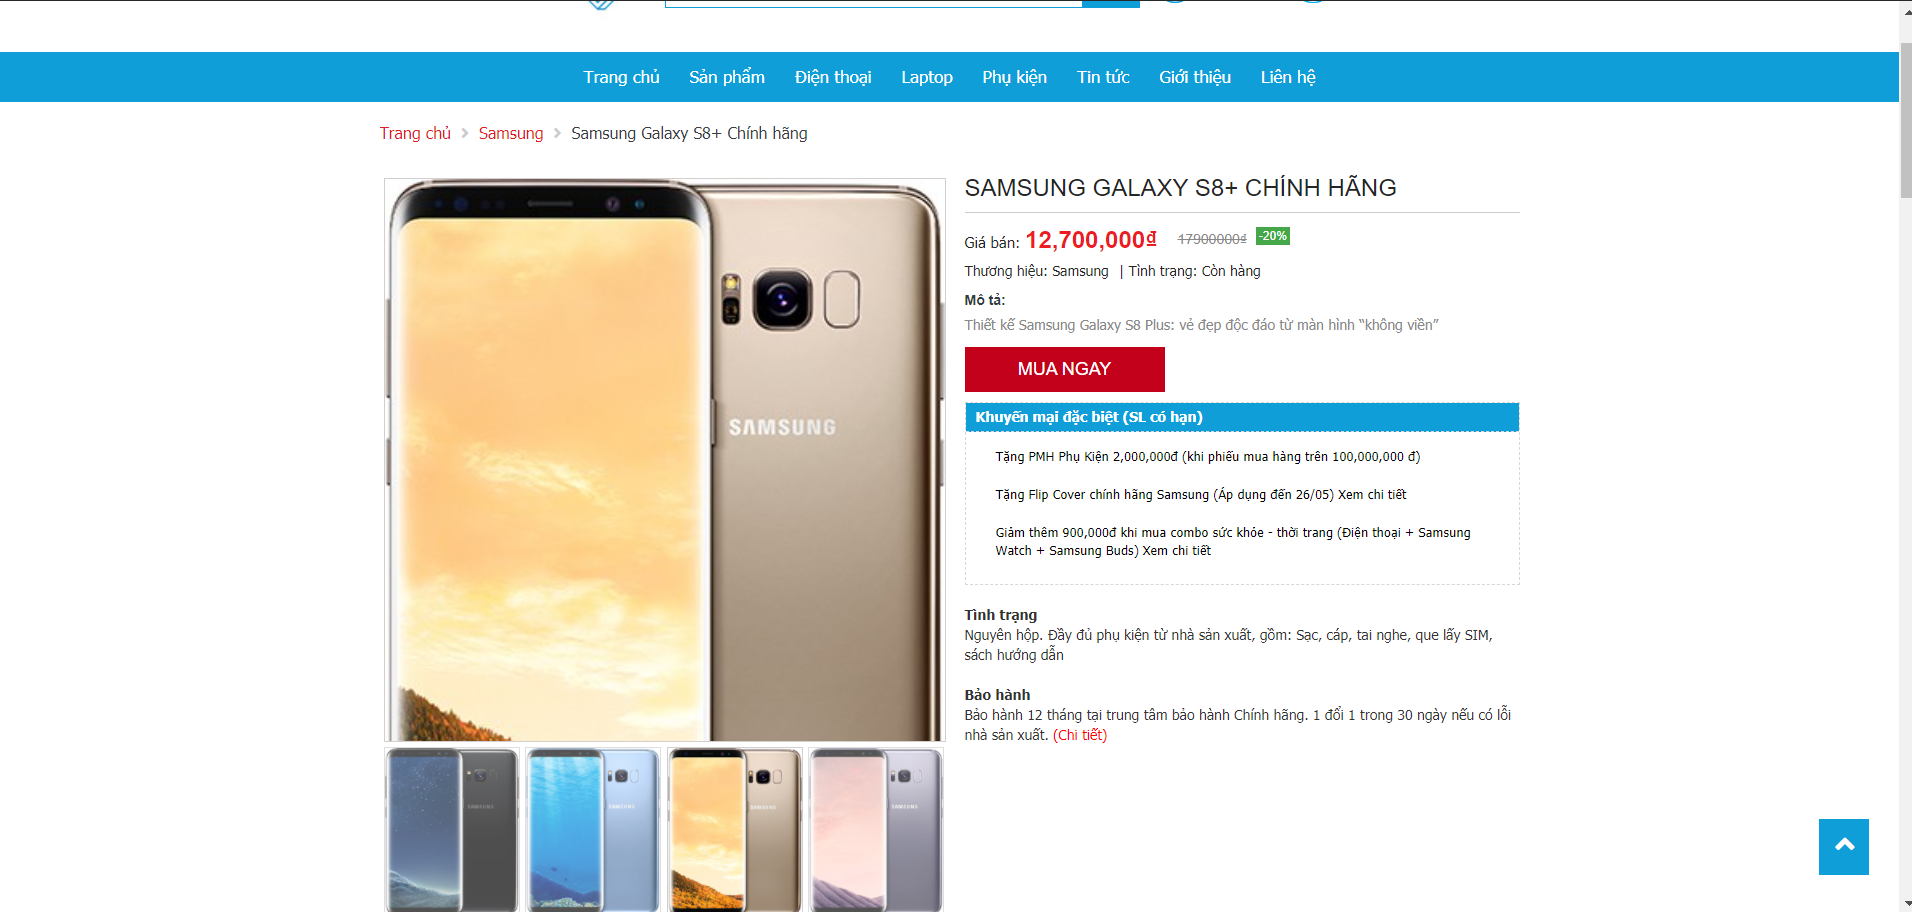 Trang chủ Sản phẩm Điện thoại Laptop Phụ kiện Tin tức Giới thiệu Liên hệ
Trang chủ Samsung Samsung Galaxy S8+ Chính hãng
SAMSUNG GALAXY S8+ CHÍNH HÃNG
Giá bán: 12,700,000₫ 17900000₫ -20%
Thương hiệu: Samsung | Tình trạng: Còn hàng
Mô tả:
Thiết kế Samsung Galaxy S8 Plus: vẻ đẹp độc đáo từ màn hình “không viền”
MUA NGAY
Khuyến mại đặc biệt (SL có hạn)
Tặng PMH Phụ Kiện 2,000,000đ (khi phiếu mua hàng trên 100,000,000 đ)
Tặng Flip Cover chính hãng Samsung (Áp dụng đến 26/05) Xem chi tiết
Giảm thêm 900,000đ khi mua combo sức khỏe - thời trang (Điện thoại + Samsung
Watch + Samsung Buds) Xem chi tiết
Tình trạng
Nguyên hộp. Đầy đủ phụ kiện từ nhà sản xuất, gồm: Sạc, cáp, tai nghe, que lấy SIM,
sách hướng dẫn
Bảo hành
Bảo hành 12 tháng tại trung tâm bảo hành Chính hãng. 1 đổi 1 trong 30 ngày nếu có lỗi
nhà sản xuất. (Chi tiết)
SAMSUNG
SAMSUNG
SAMSUNG
SAMSUNG
SAMSUNG